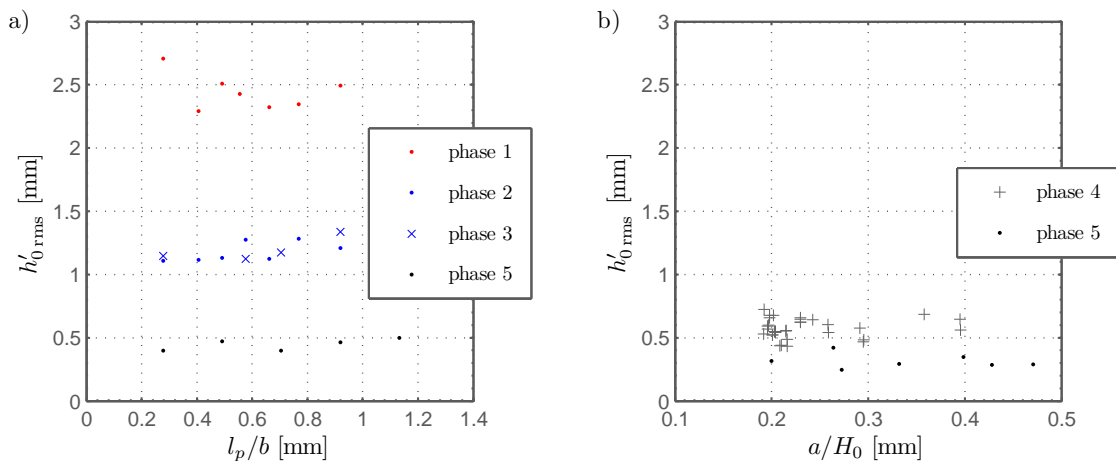 a)
3
2.5
2
1.5
1
0.5
0
h′0 rms [mm]
0 0.2 0.4 0.6 0.8 1 1.2 1.4
l_p/b [mm]
phase 1
phase 2
phase 3
phase 5
b)
3
2.5
2
1.5
1
0.5
0
h′0 rms [mm]
0.1 0.2 0.3 0.4 0.5
a/H_0 [mm]
phase 4
phase 5